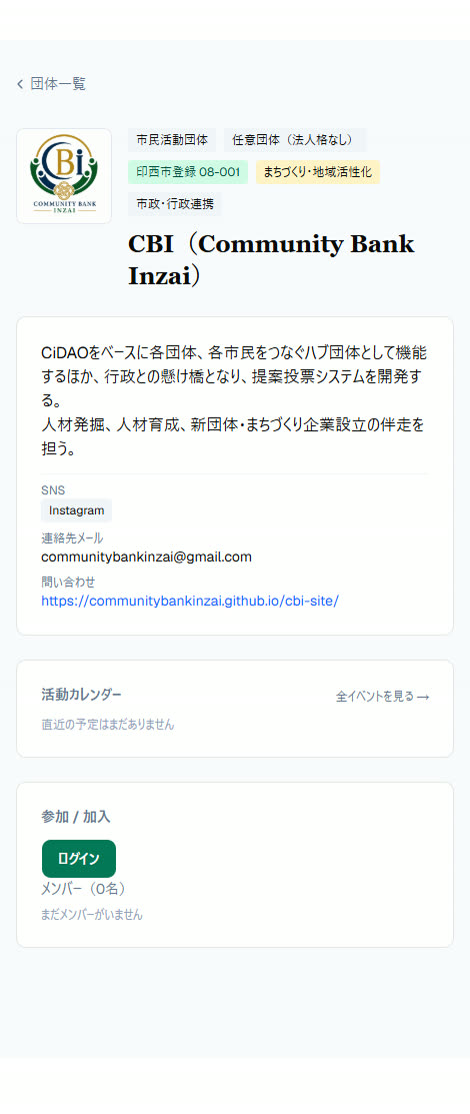 団体一覧
CBi
COMMUNITY BANK
INZAI
市民活動団体
任意団体（法人格なし）
印西市登録 08-001
まちづくり・地域活性化
市政・行政連携
CBI（Community Bank
Inzai）
CiDAOをベースに各団体、各市民をつなぐハブ団体として機能
するほか、行政との懸け橋となり、提案投票システムを開発す
る。
人材発掘、人材育成、新団体・まちづくり企業設立の伴走を
担う。
SNS
Instagram
連絡先メール
communitybankinzai@gmail.com
問い合わせ
https://communitybankinzai.github.io/cbi-site/
活動カレンダー
全イベントを見る →
直近の予定はまだありません
参加 / 加入
ログイン
メンバー（0名）
まだメンバーがいません